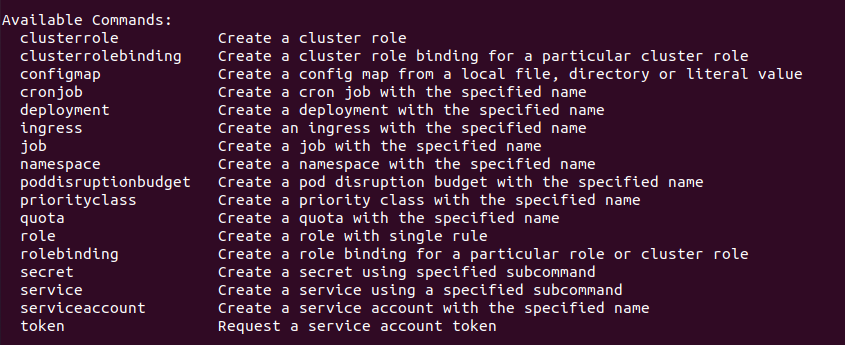 Available Commands:
clusterrole Create a cluster role
clusterrolebinding Create a cluster role binding for a particular cluster role
configmap Create a config map from a local file, directory or literal value
cronjob Create a cron job with the specified name
deployment Create a deployment with the specified name
ingress Create an ingress with the specified name
job Create a job with the specified name
namespace Create a namespace with the specified name
poddisruptionbudget Create a pod disruption budget with the specified name
priorityclass Create a priority class with the specified name
quota Create a quota with the specified name
role Create a role with single rule
rolebinding Create a role binding for a particular role or cluster role
secret Create a secret using specified subcommand
service Create a service using a specified subcommand
serviceaccount Create a service account with the specified name
token Request a service account token